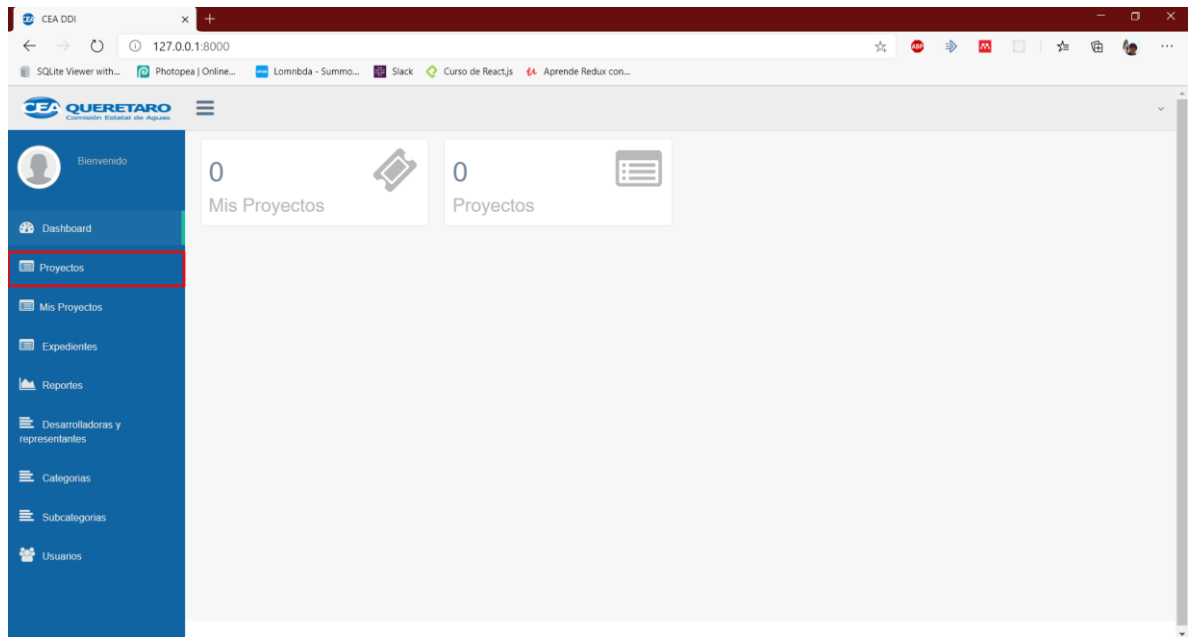 CEA DDI
127.0.0.1:8000
SQLite Viewer with... Photopea | Online... Lomnbda - Summo... Slack Curso de React.js Aprende Redux con...
CEA QUERETARO
Comisión Estatal de Aguas
Bienvenido
0
Mis Proyectos
0
Proyectos
Dashboard
Proyectos
Mis Proyectos
Expedientes
Reportes
Desarrolladoras y
representantes
Categorias
Subcategorias
Usuarios
ABP